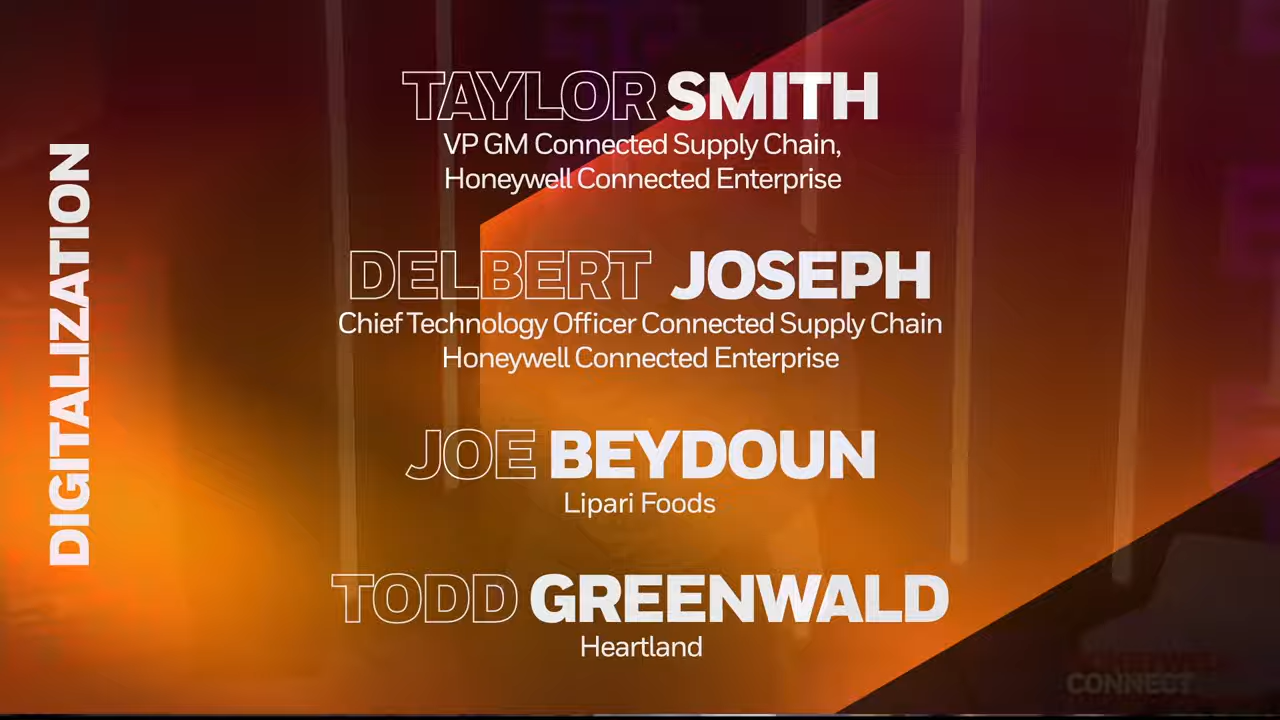 DIGITALIZATION
TAYLOR SMITH
VP GM Connected Supply Chain,
Honeywell Connected Enterprise
DELBERT JOSEPH
Chief Technology Officer Connected Supply Chain
Honeywell Connected Enterprise
JOE BEYDOUN
Lipari Foods
TODD GREENWALD
Heartland
CONNECT